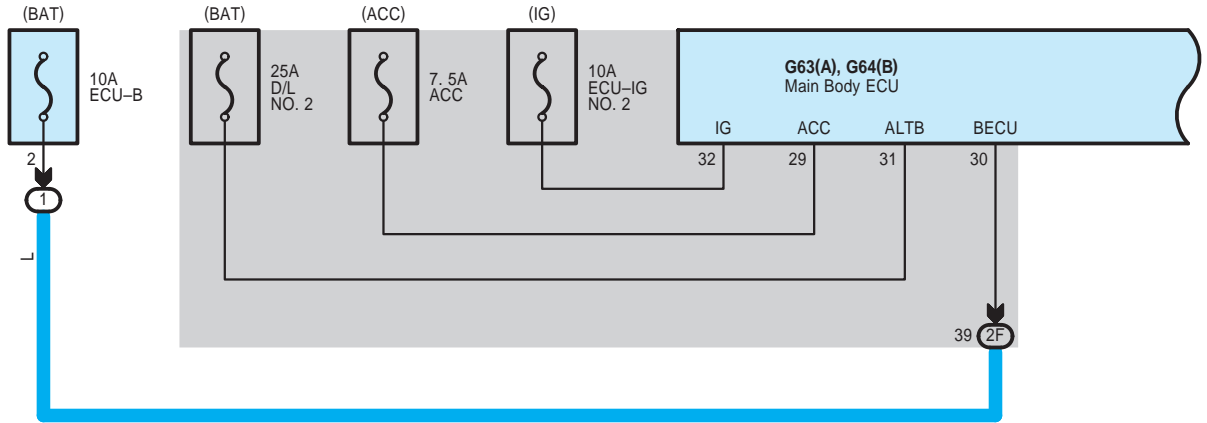 (BAT)
(BAT)
(ACC)
(IG)
10A
ECU–B
25A
D/L
NO. 2
7. 5A
ACC
10A
ECU–IG
NO. 2
G63(A), G64(B)
Main Body ECU
IG
ACC
ALTB
BECU
2
32
29
31
30
1
L
39
2F